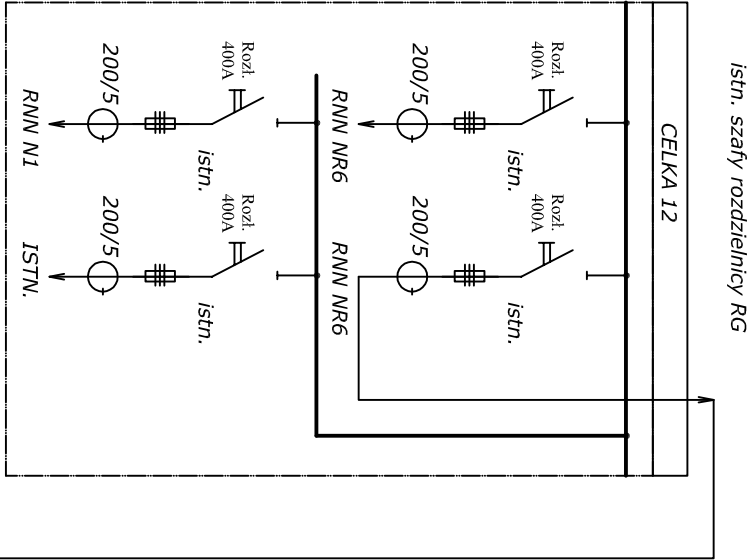 istn. szafy rozdzielnicy RG
CELKA 12
Rozł.
400A
istn.
200/5
RNN NR6
Rozł.
400A
istn.
200/5
RNN NR6
Rozł.
400A
istn.
200/5
RNN N1
Rozł.
400A
istn.
200/5
ISTN.